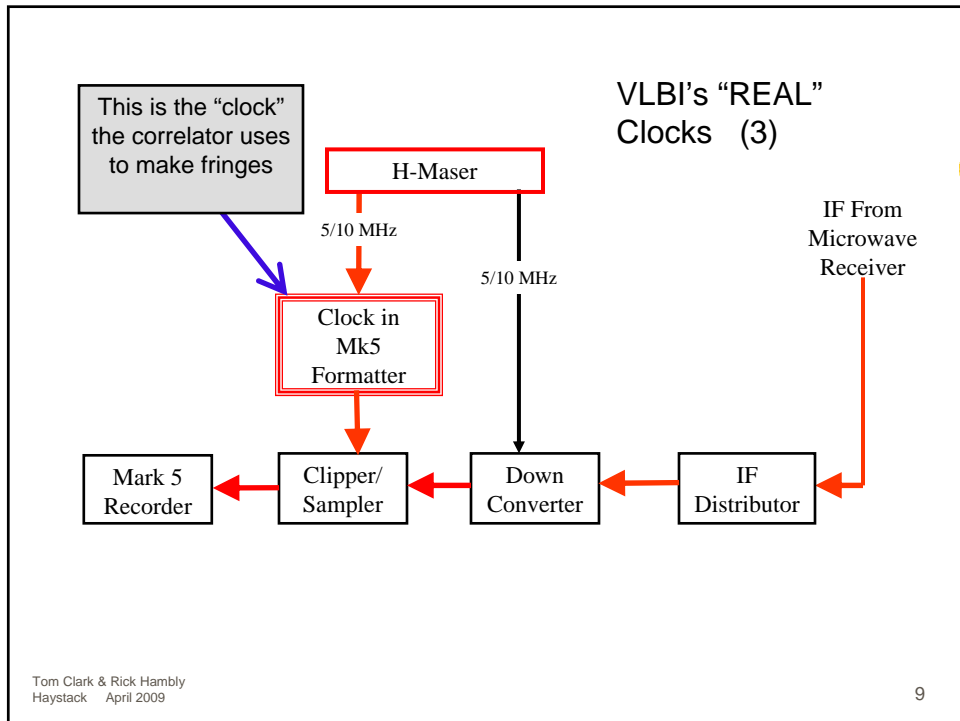 This is the “clock”
the correlator uses
to make fringes
VLBI’s “REAL”
Clocks (3)
H-Maser
5/10 MHz
5/10 MHz
IF From
Microwave
Receiver
Clock in
Mk5
Formatter
Mark 5
Recorder
Clipper/
Sampler
Down
Converter
IF
Distributor
Tom Clark & Rick Hambly
Haystack April 2009
9